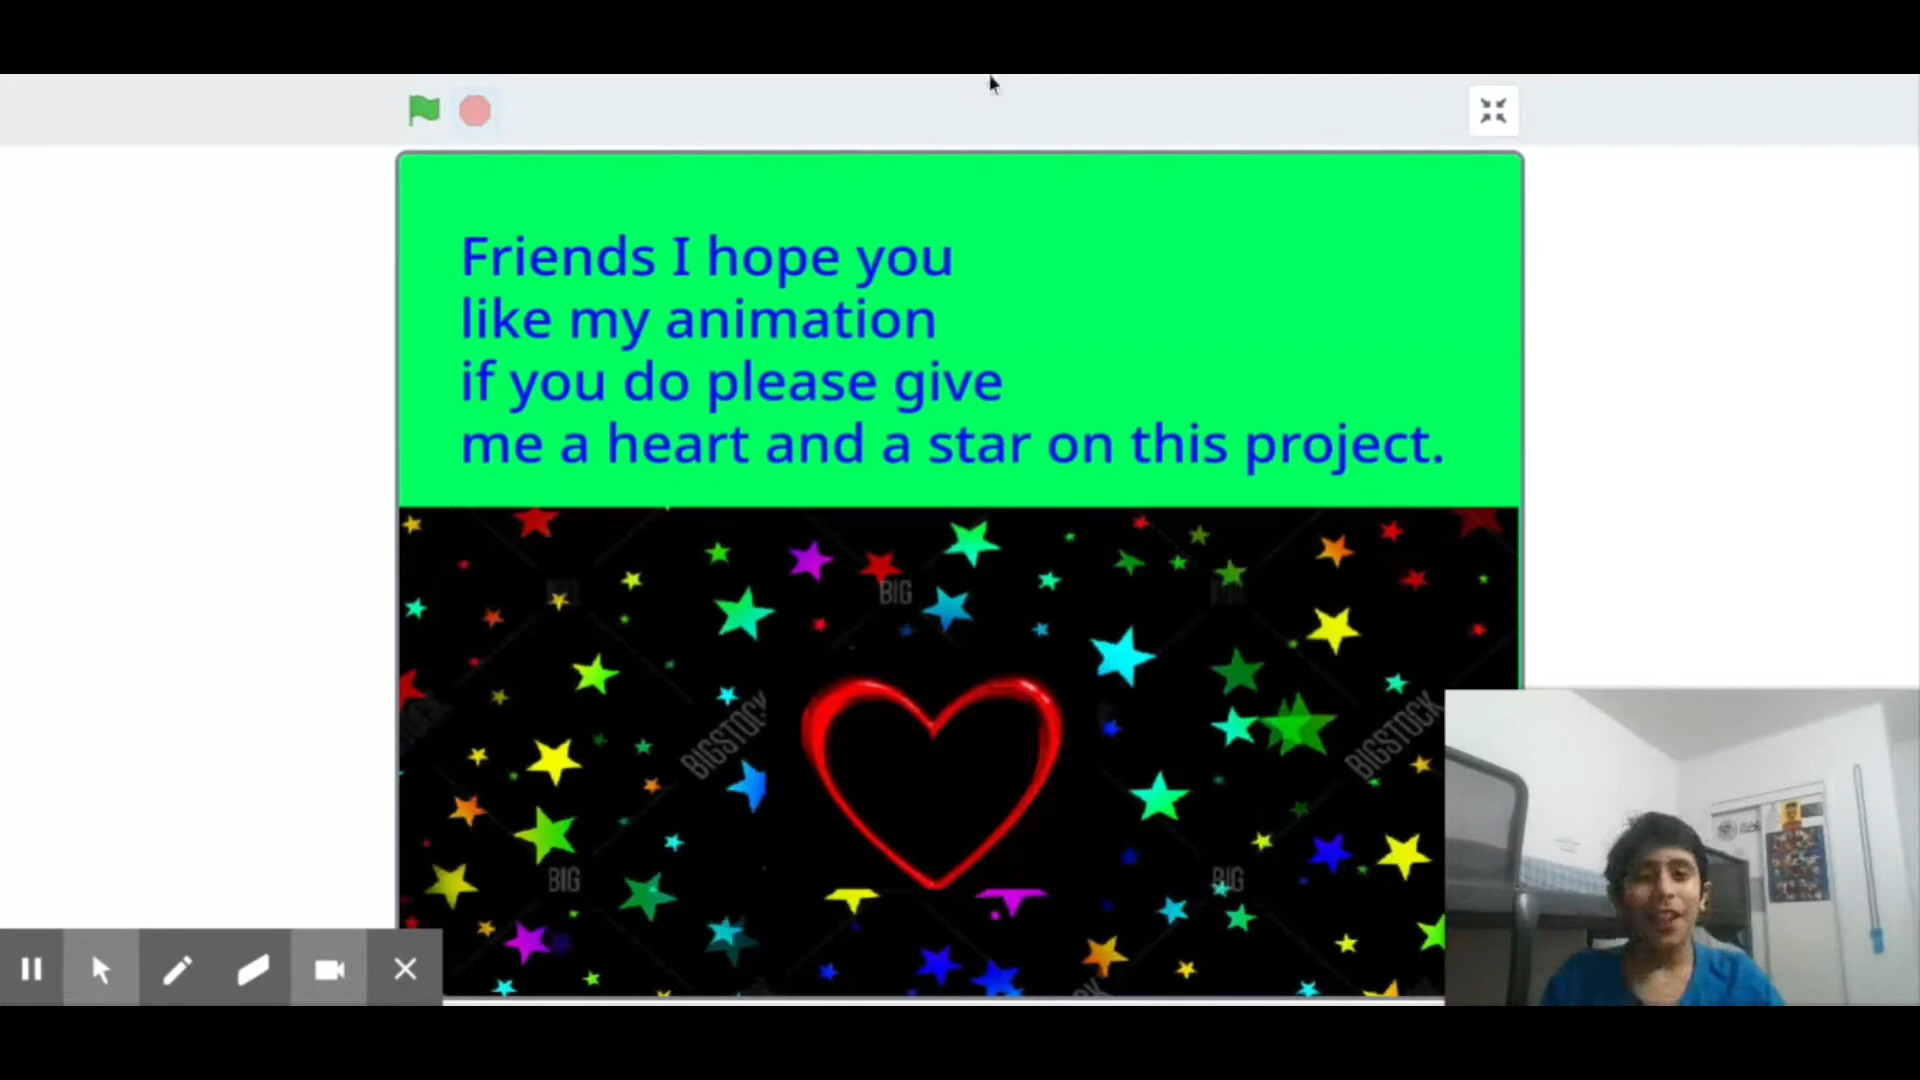 Friends I hope you
like my animation
if you do please give
me a heart and a star on this project.
BIG
BIGSTOCK
BIGSTOCK
BIG
BIG